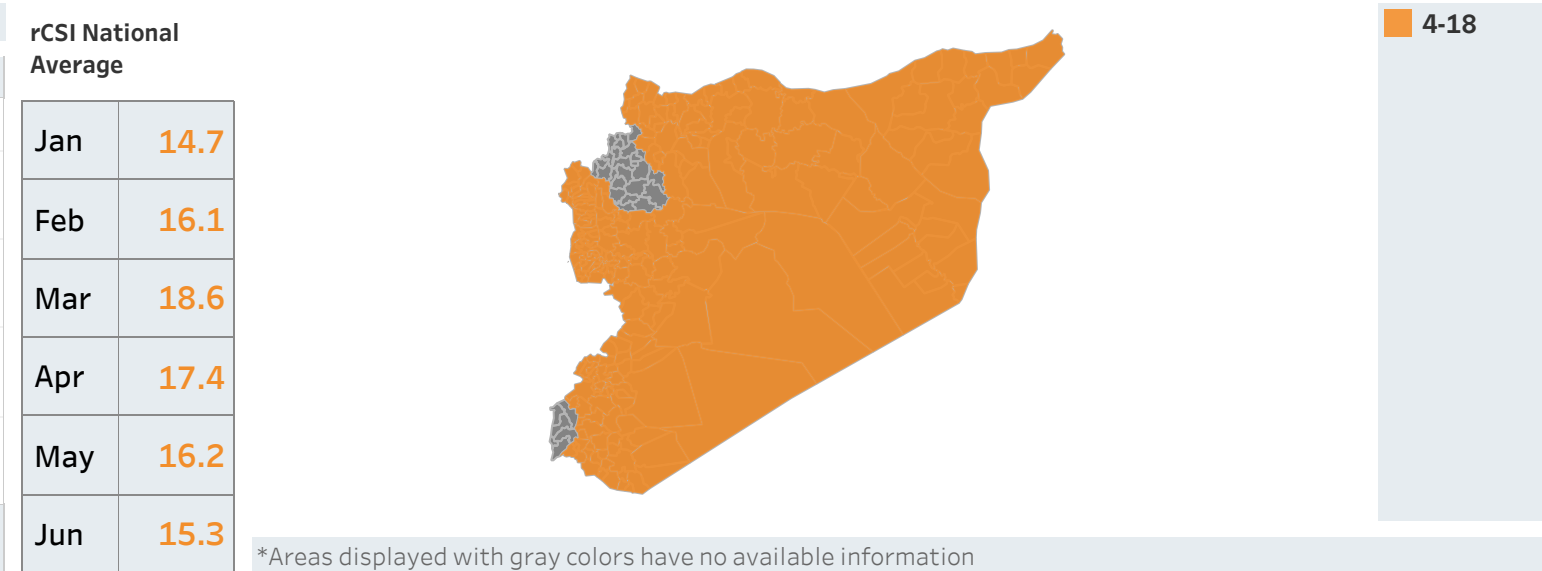 rCSI National
Average
Jan 14.7
Feb 16.1
Mar 18.6
Apr 17.4
May 16.2
Jun 15.3
4-18
*Areas displayed with gray colors have no available information